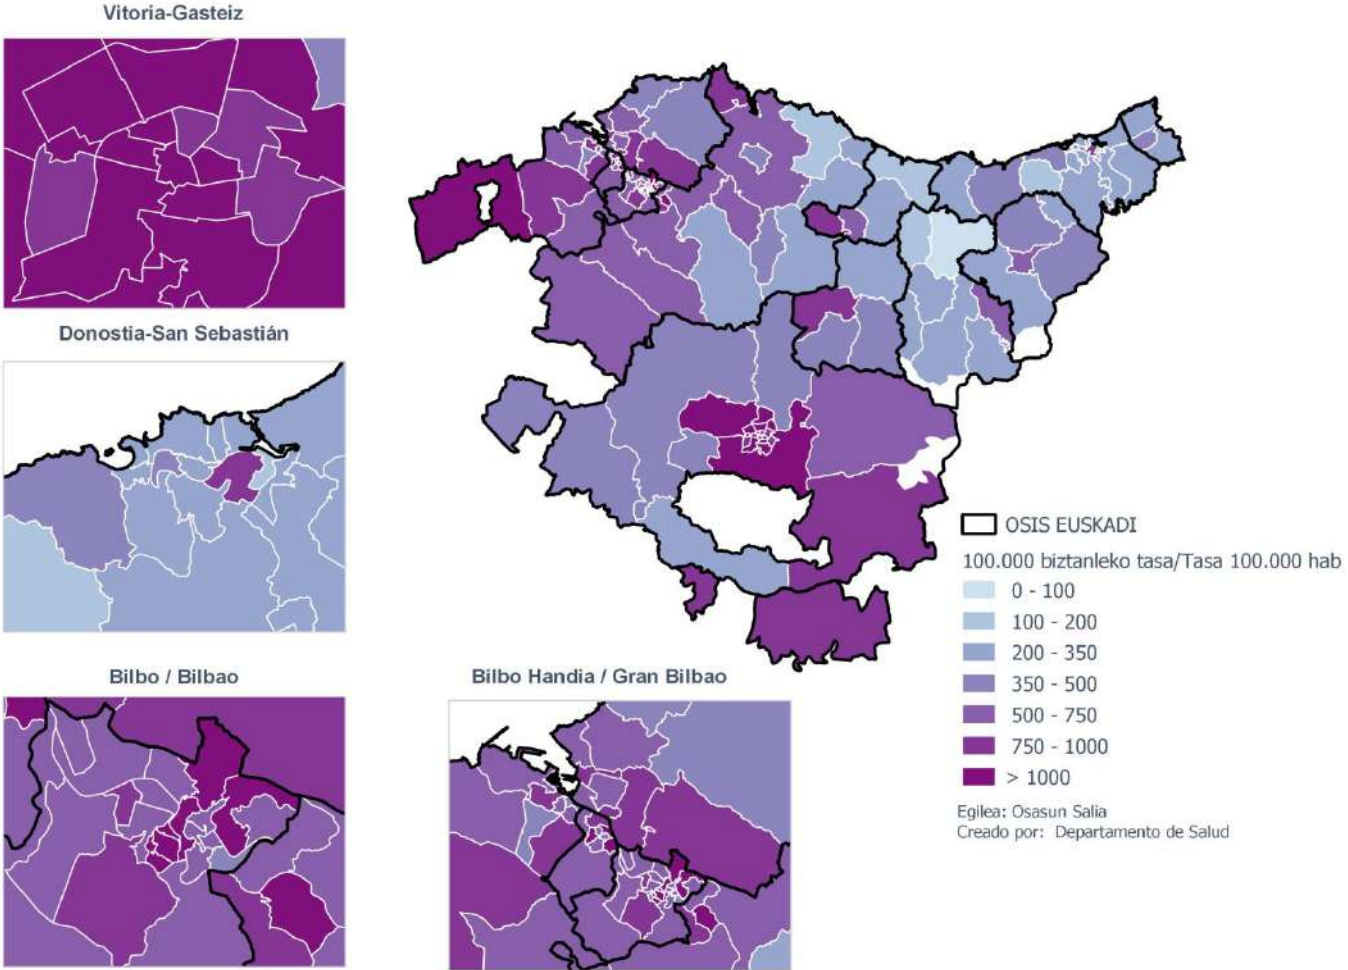 Vitoria-Gasteiz
Donostia-San Sebastián
Bilbo / Bilbao
Bilbo Handia / Gran Bilbao
OSIS EUSKADI
100.000 biztanleko tasa/Tasa 100.000 hab
0 - 100
100 - 200
200 - 350
350 - 500
500 - 750
750 - 1000
> 1000
Egilea: Osasun Salia
Creado por: Departamento de Salud